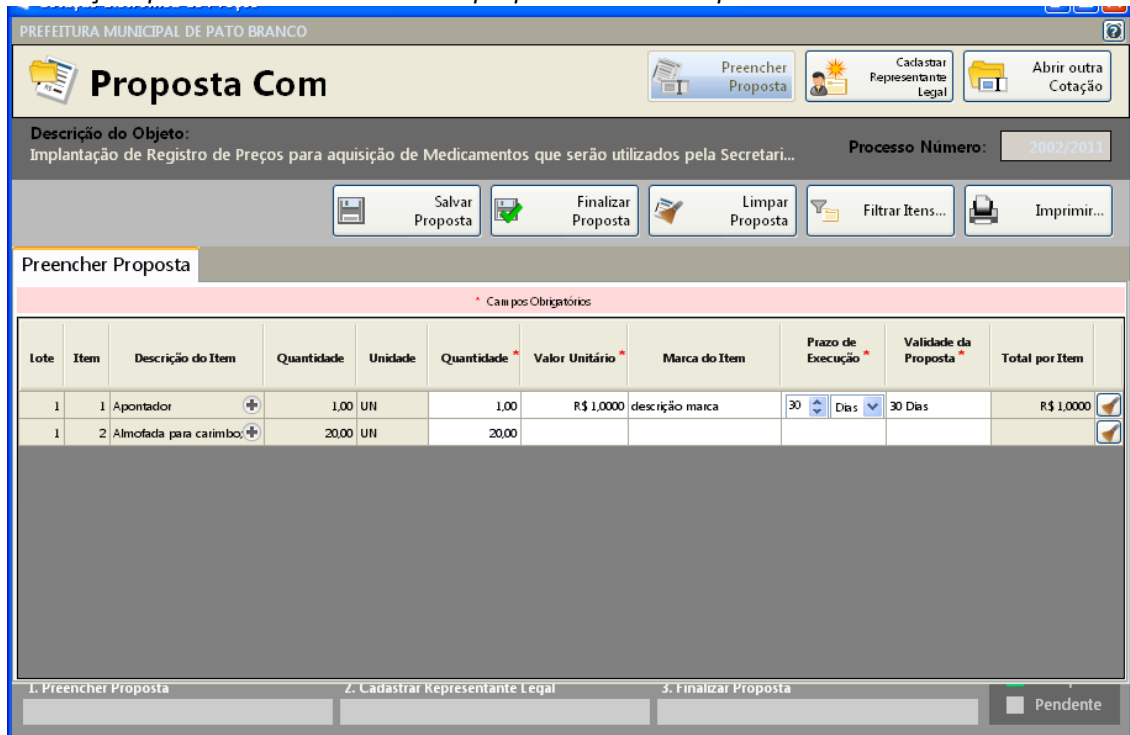 PREFEITURA MUNICIPAL DE PATO BRANCO
Proposta Com
Preencher
Proposta
Cadastrar
Representante
Legal
Abrir outra
Cotação
Descrição do Objeto:
Implantação de Registro de Preços para aquisição de Medicamentos que serão utilizados pela Secretari...
Processo Número:
2002/2011
Salvar
Proposta
Finalizar
Proposta
Limpar
Proposta
Filtrar Itens...
Imprimir...
Preencher Proposta
* Campos Obrigatórios
Lote Item Descrição do Item Quantidade Unidade Quantidade * Valor Unitário * Marca do Item Prazo de Execução * Validade da Proposta * Total por Item
1 1 Apontador 1,00 UN 1,00 R$ 1,0000 descrição marca 30 Dias 30 Dias R$ 1,0000
1 2 Almofada para carimbo; 20,00 UN 20,00
1. Preencher Proposta 2. Cadastrar Representante Legal 3. Finalizar Proposta
Pendente